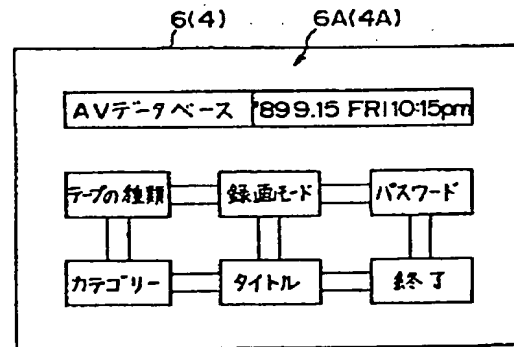 6(4) 6A(4A)
AVデータベース '89 9.15 FRI 10:15pm
テープの種類 録画モード パスワード
カテゴリー タイトル 終了